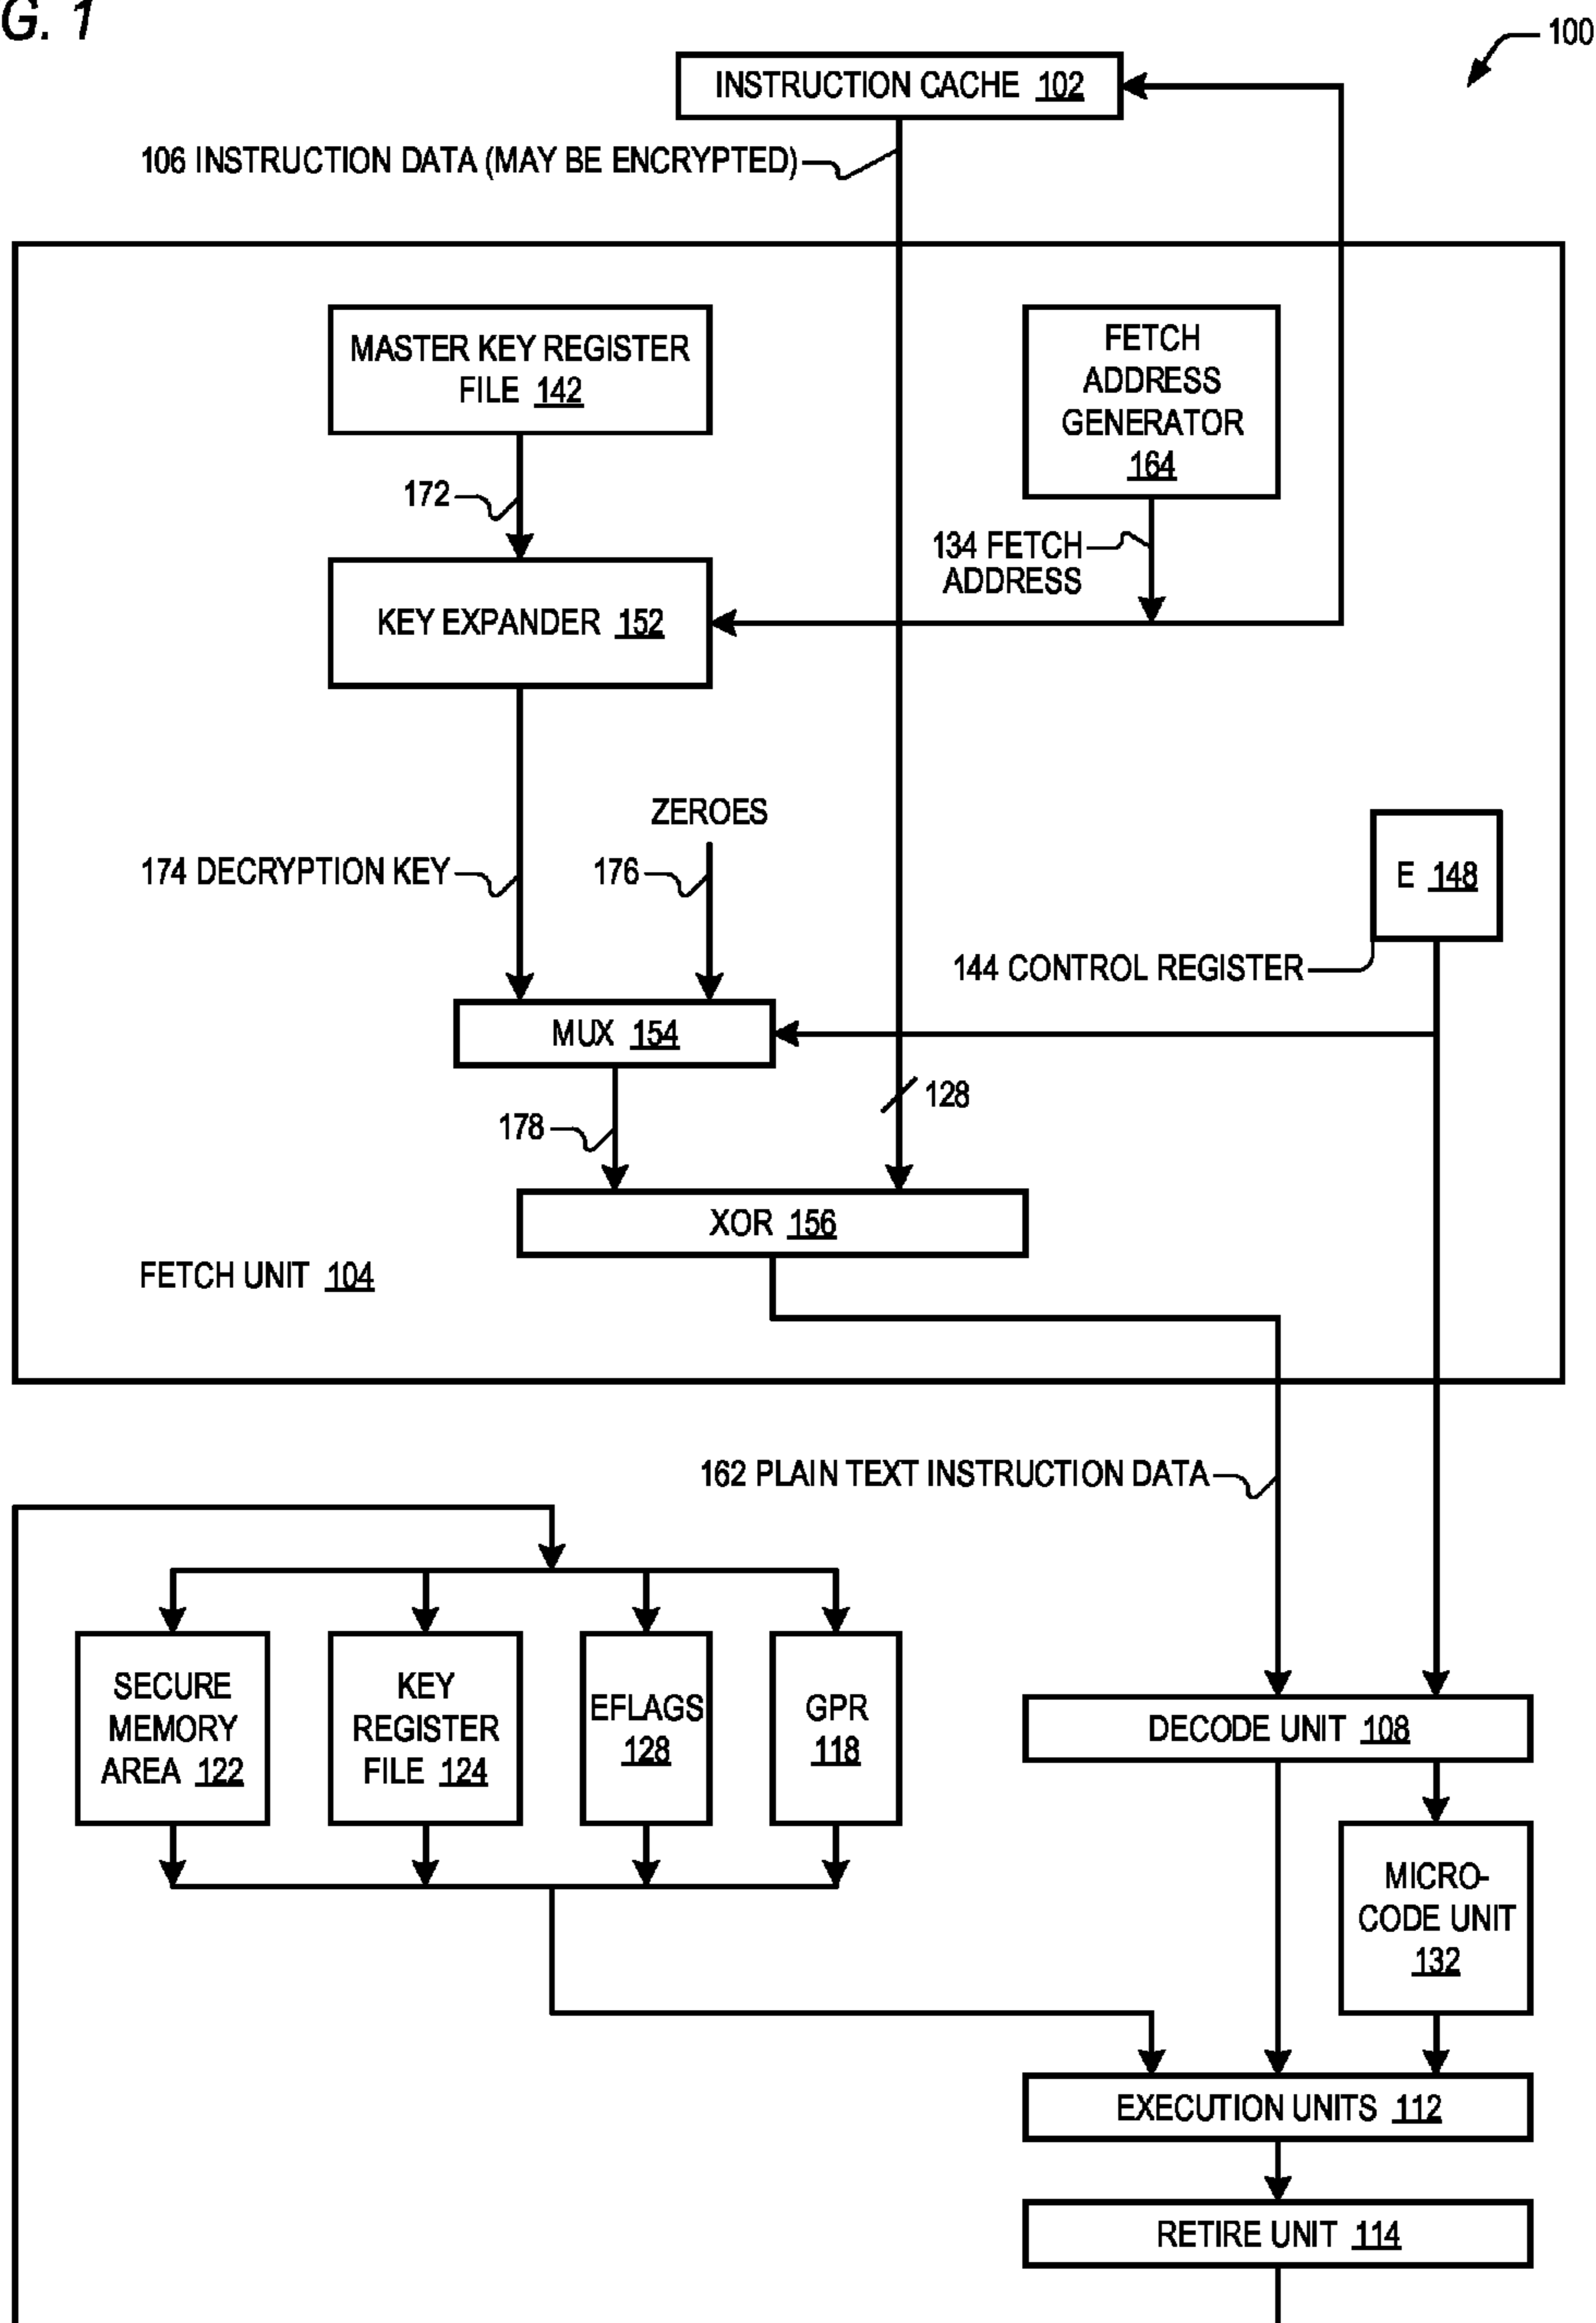 G. 1
100
INSTRUCTION CACHE 102
106 INSTRUCTION DATA (MAY BE ENCRYPTED)
MASTER KEY REGISTER
FILE 142
FETCH
ADDRESS
GENERATOR
164
172
134 FETCH
ADDRESS
KEY EXPANDER 152
ZEROES
174 DECRYPTION KEY
176
E 148
144 CONTROL REGISTER
MUX 154
128
178
XOR 156
FETCH UNIT 104
162 PLAIN TEXT INSTRUCTION DATA
SECURE
MEMORY
AREA 122
KEY
REGISTER
FILE 124
EFLAGS
128
GPR
118
DECODE UNIT 108
MICRO-
CODE UNIT
132
EXECUTION UNITS 112
RETIRE UNIT 114